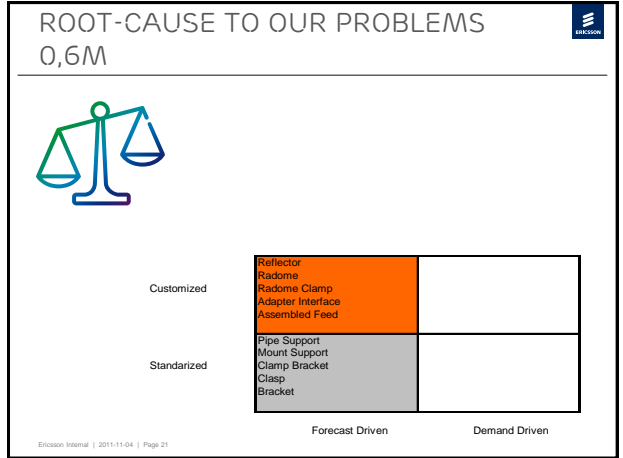 ROOT-CAUSE TO OUR PROBLEMS
0,6M
ERICSSON
Customized
Reflector
Radome
Radome Clamp
Adapter Interface
Assembled Feed
Standarized
Pipe Support
Mount Support
Clamp Bracket
Clasp
Bracket
Forecast Driven
Demand Driven
Ericsson Internal | 2011-11-04 | Page 21